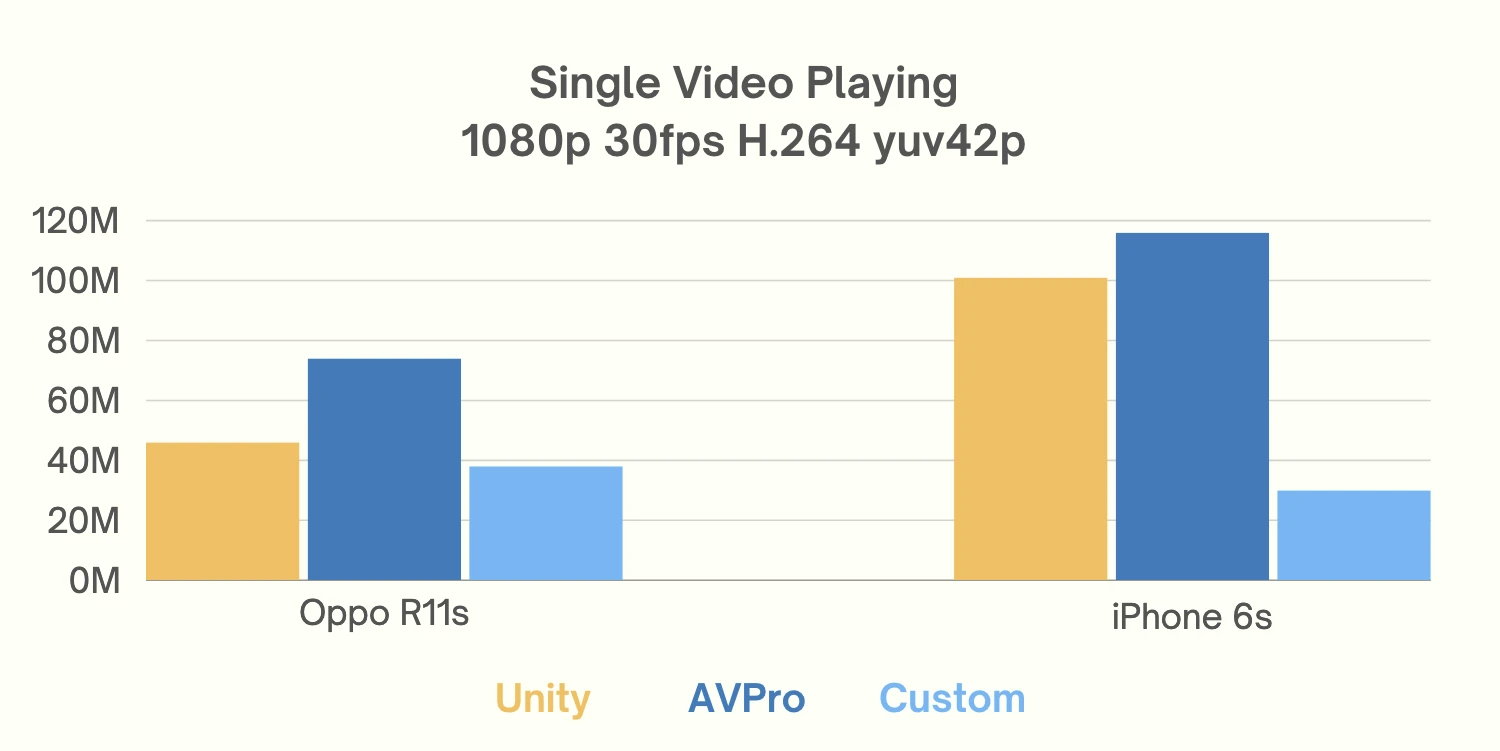 Single Video Playing
1080p 30fps H.264 yuv42p
120M
100M
80M
60M
40M
20M
0M
Oppo R11s iPhone 6s
Unity AVPro Custom